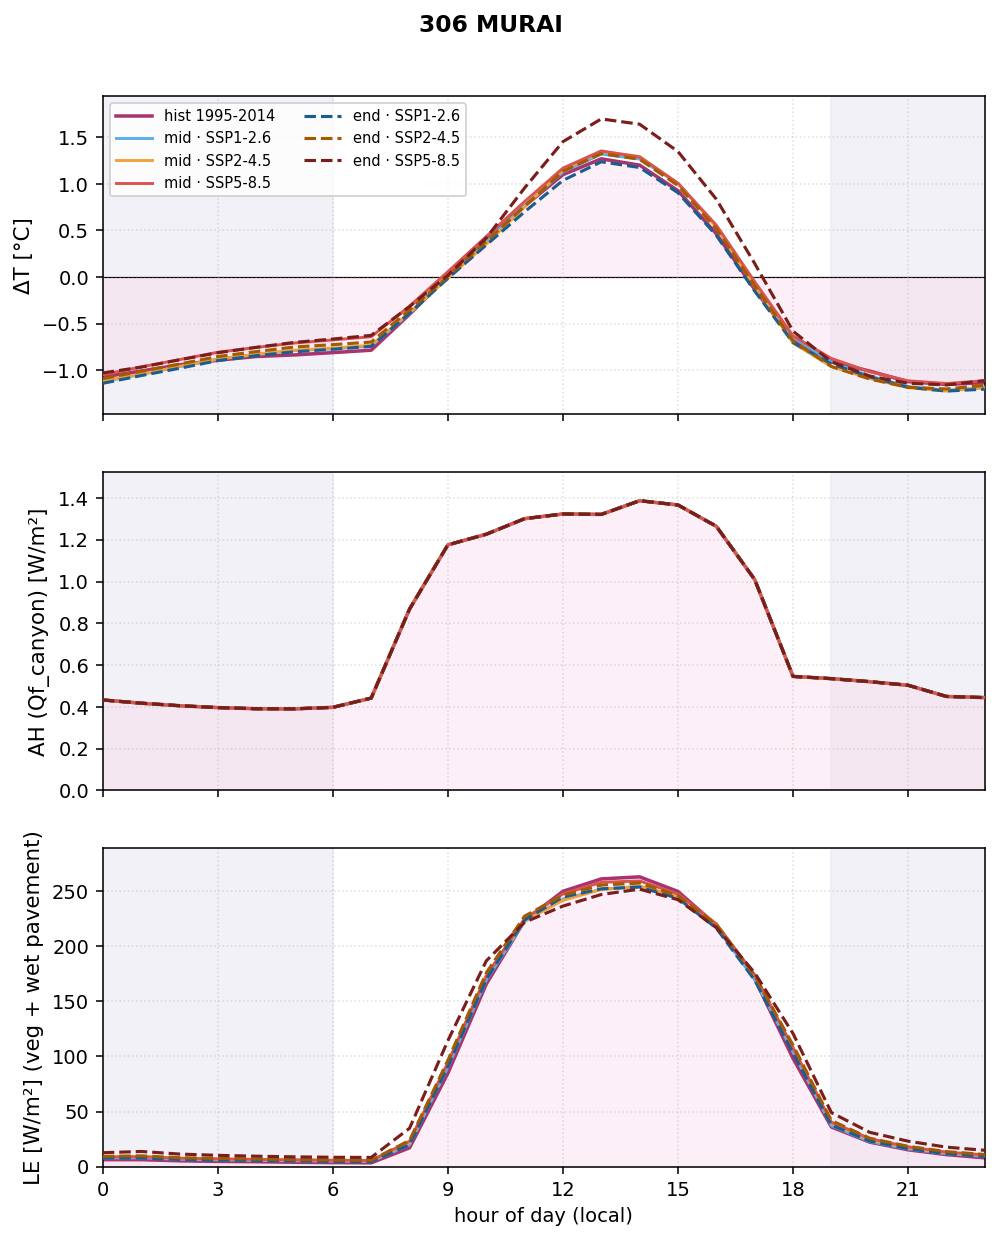 306 MURAI
hist 1995-2014
mid · SSP1-2.6
mid · SSP2-4.5
mid · SSP5-8.5
end · SSP1-2.6
end · SSP2-4.5
end · SSP5-8.5
ΔT [°C]
1.5
1.0
0.5
0.0
−0.5
−1.0
AH (Qf_canyon) [W/m²]
1.4
1.2
1.0
0.8
0.6
0.4
0.2
0.0
LE [W/m²] (veg + wet pavement)
250
200
150
100
50
0
0 3 6 9 12 15 18 21
hour of day (local)